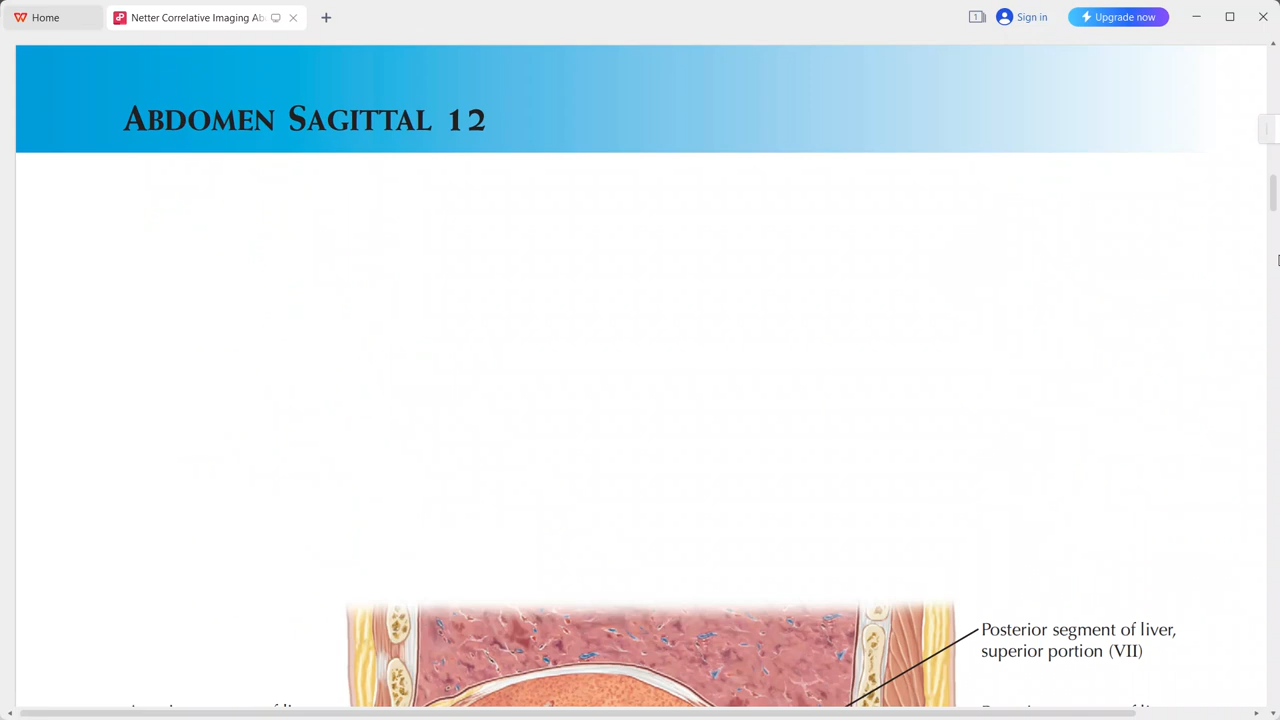 Home
Netter Correlative Imaging Ab
1
Sign in
Upgrade now
ABDOMEN SAGITTAL 12
Posterior segment of liver,
superior portion (VII)